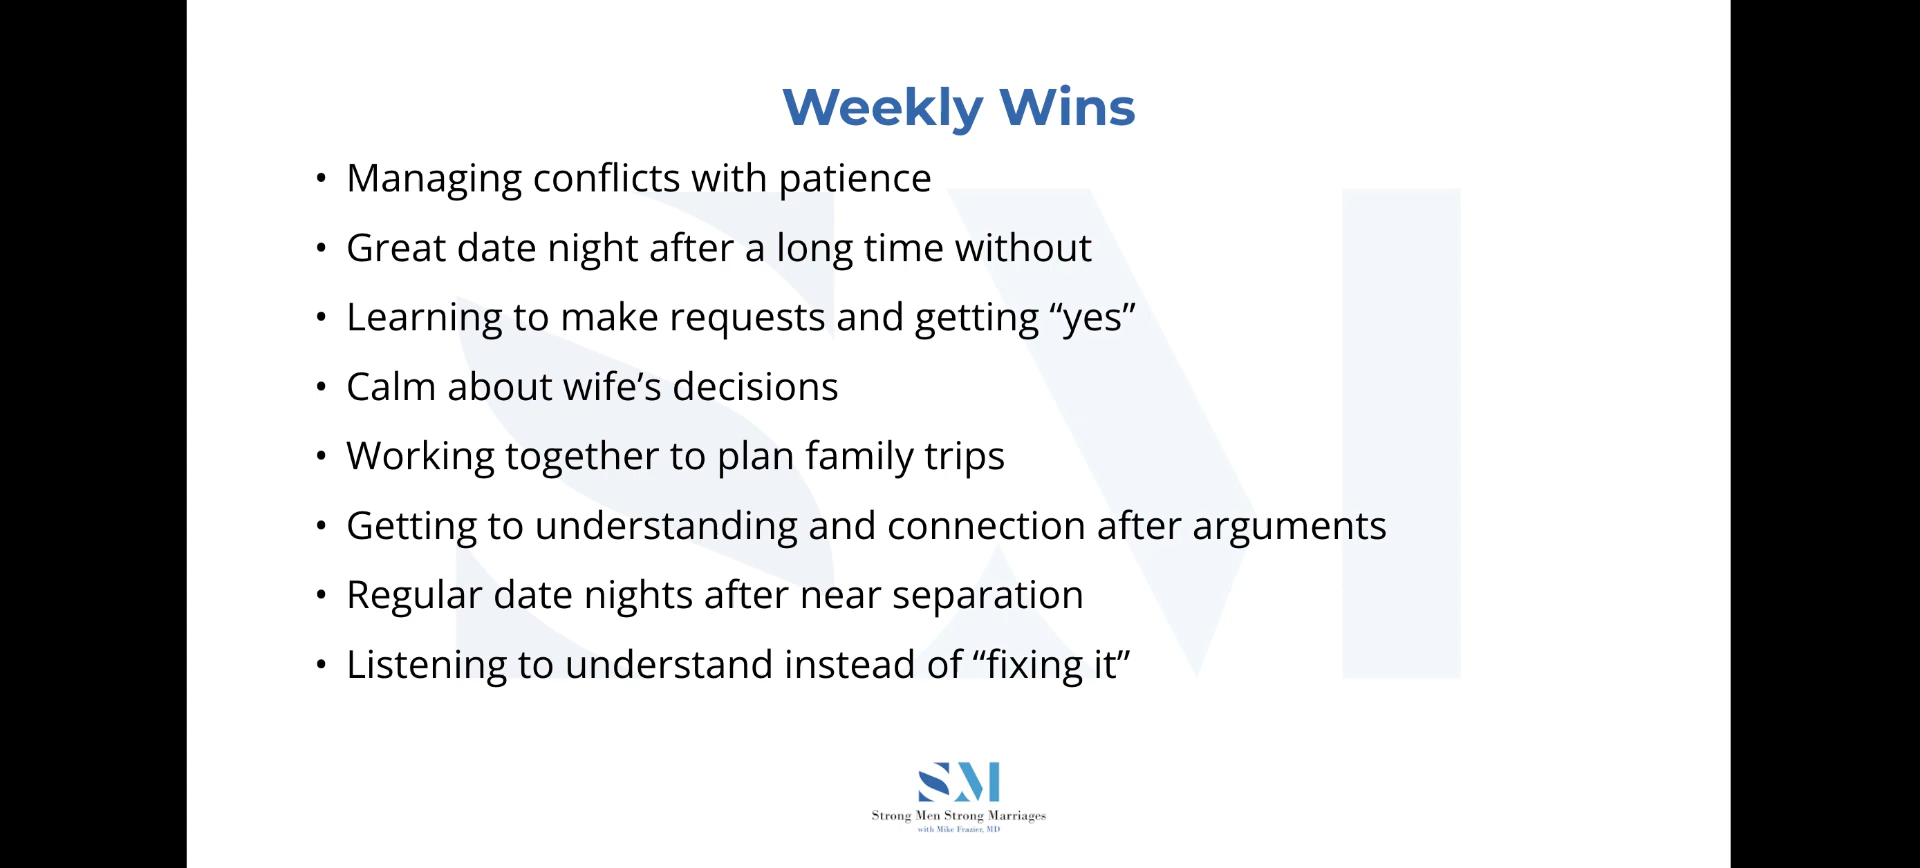 Weekly Wins
• Managing conflicts with patience
• Great date night after a long time without
• Learning to make requests and getting “yes”
• Calm about wife’s decisions
• Working together to plan family trips
• Getting to understanding and connection after arguments
• Regular date nights after near separation
• Listening to understand instead of “fixing it”
SM
Strong Men Strong Marriages
with Mike Frazier, MD